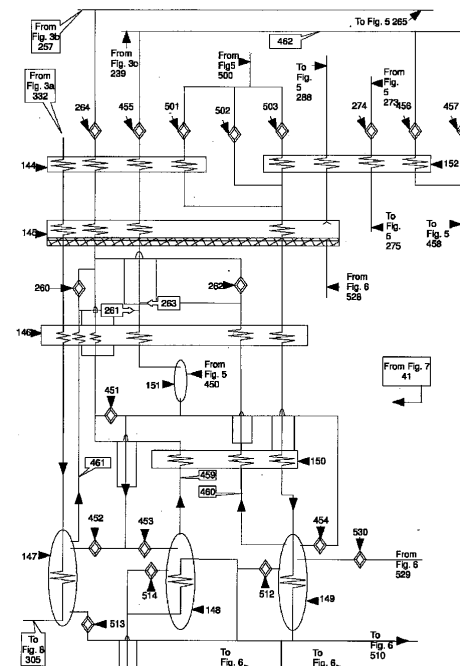 From
Fig. 3b
257
To Fig. 5 265
462
From
Fig. 3a
332
From
Fig. 3b
239
From
Fig5
500
To
Fig.
5
288
From
Fig.
5
273
264
455
501
502
503
274
456
457
144
152
145
To
Fig.
5
275
To
Fig. 5
458
From
Fig. 6
528
260
262
261
263
146
151
From
Fig. 5
450
From Fig. 7
41
451
150
461
459
460
452
453
454
530
147
From
Fig. 6
529
514
512
148
149
513
To
Fig. 8
305
To
Fig. 6
To
Fig. 6
To
Fig. 6
510